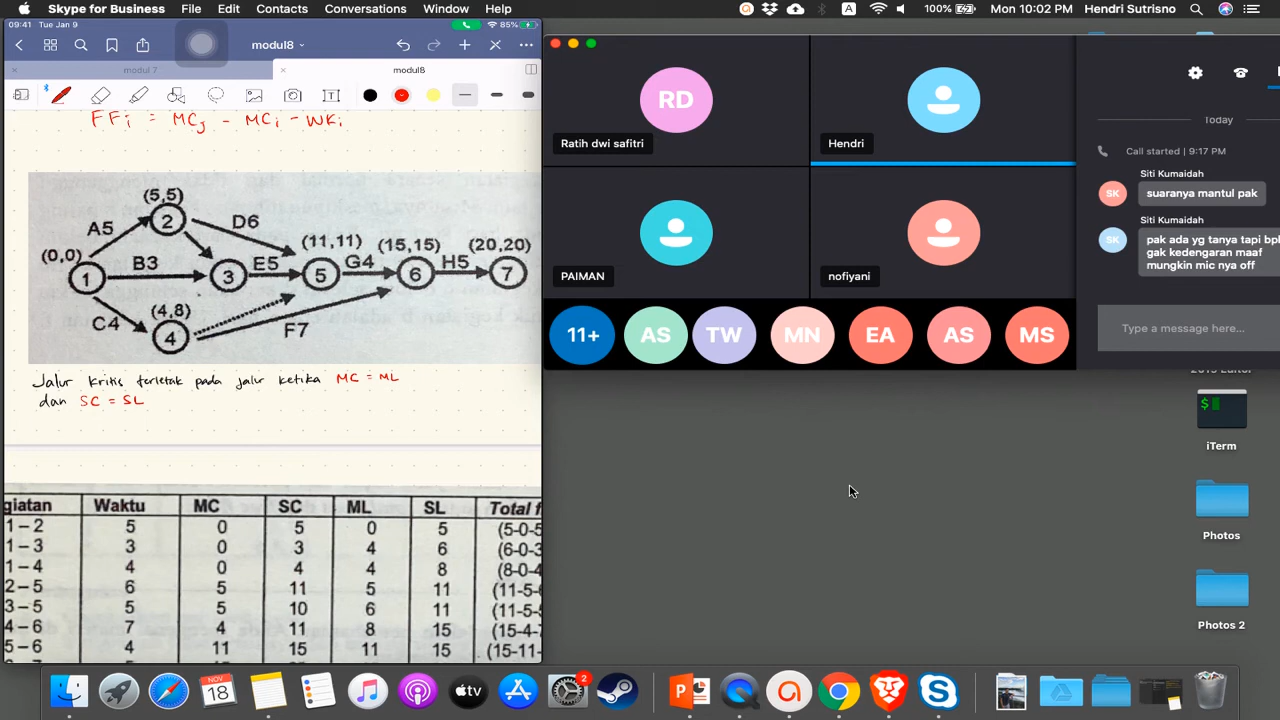 Skype for Business File Edit Contacts Conversations Window Help
100% Mon 10:02 PM Hendri Sutrisno
09:41 Tue Jan 9
85%
modul8
modul 7
modul8
FFi = MCj - MCi - WKi
(5,5)
2
A5
D6
(0,0)
(11,11)
(15,15)
(20,20)
1
B3
3
E5
5
G4
6
H5
7
(4,8)
C4
4
F7
Jalur kritis terletak pada jalur ketika MC = ML
dan SC = SL
giatan Waktu MC SC ML SL Total f
1 – 2 5 0 5 0 5 (5-0-5
1 – 3 3 0 3 4 6 (6-0-3
1 – 4 4 0 4 4 8 (8-0-4
2 – 5 6 5 11 5 11 (11-5-6
3 – 5 5 5 10 6 11 (11-5-5
4 – 6 7 4 11 8 15 (15-4-7
5 – 6 4 11 15 11 15 (15-11-
RD
Ratih dwi safitri
Hendri
PAIMAN
nofiyani
11+
AS
TW
MN
EA
AS
MS
Today
Call started | 9:17 PM
Siti Kumaidah
SK
suaranya mantul pak
Siti Kumaidah
SK
pak ada yg tanya tapi bpk
gak kedengaran maaf
mungkin mic nya off
Type a message here...
2019 Editor
$
iTerm
Photos
Photos 2
NOV
18
tv
2
P